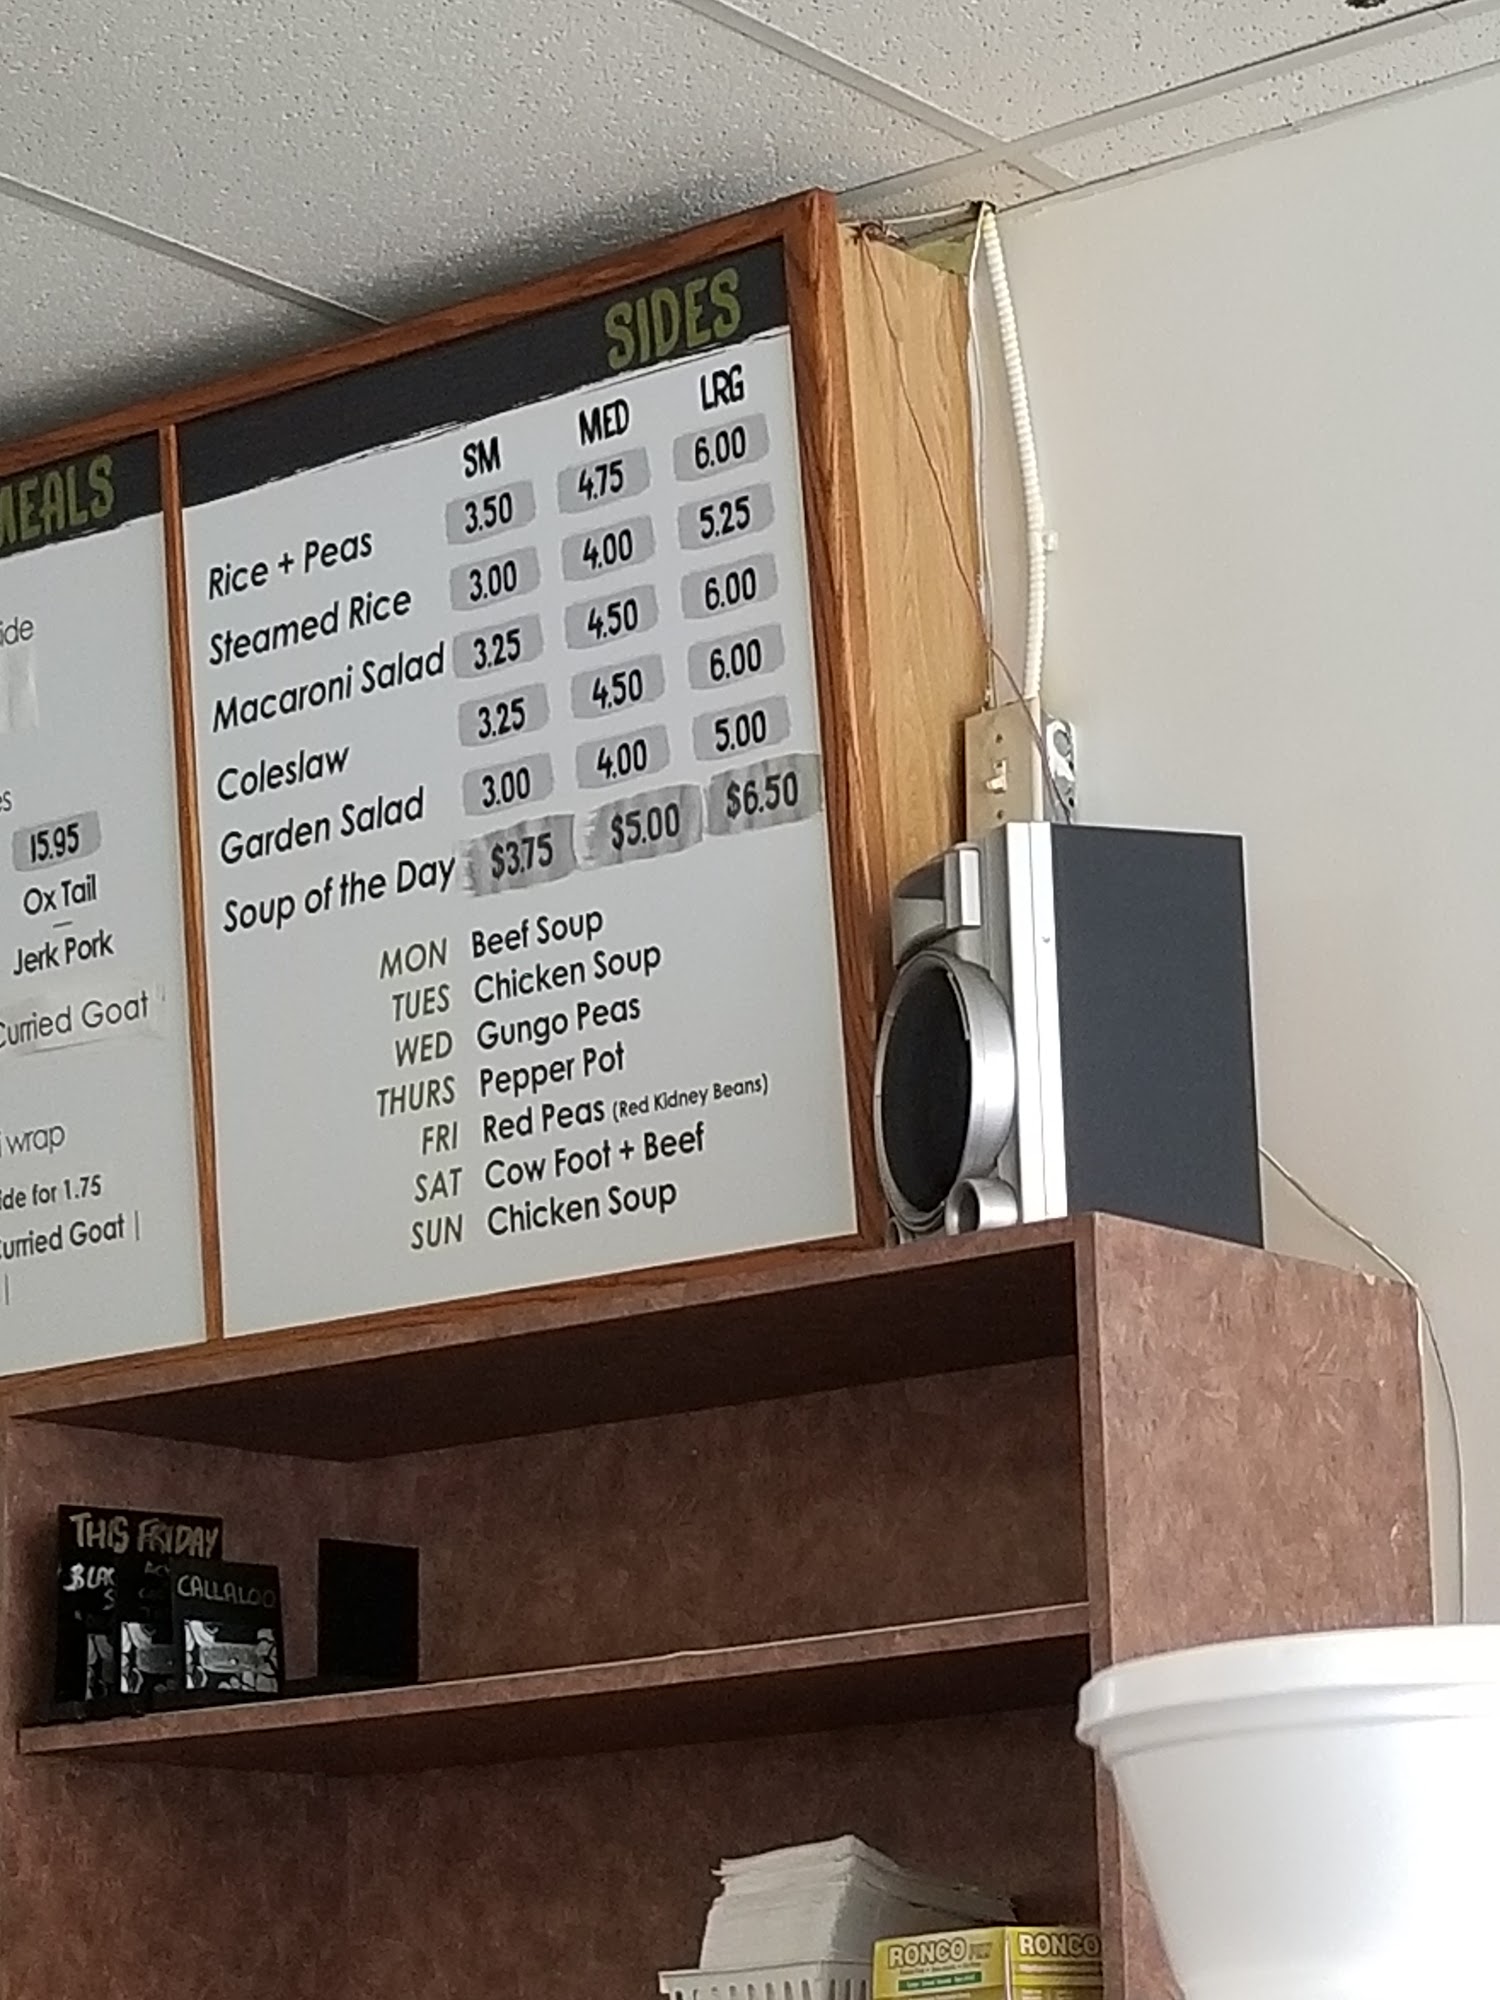 MEALS
ide
es
15.95
Ox Tail
Jerk Pork
Curried Goat
wrap
ide for 1.75
Curried Goat |
|
SIDES
SM MED LRG
Rice + Peas 3.50 4.75 6.00
Steamed Rice 3.00 4.00 5.25
Macaroni Salad 3.25 4.50 6.00
Coleslaw 3.25 4.50 6.00
Garden Salad 3.00 4.00 5.00
Soup of the Day $3.75 $5.00 $6.50
MON Beef Soup
TUES Chicken Soup
WED Gungo Peas
THURS Pepper Pot
FRI Red Peas (Red Kidney Beans)
SAT Cow Foot + Beef
SUN Chicken Soup
THIS FRIDAY
BLAC
CALLALOO
RONCO RONCO